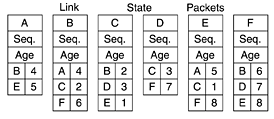 Link State Packets
A B C D E F
Seq. Seq. Seq. Seq. Seq. Seq.
Age Age Age Age Age Age
B 4 A 4 B 2 C 3 A 5 B 6
E 5 C 2 D 3 F 7 C 1 D 7
F 6 E 1 F 8 E 8